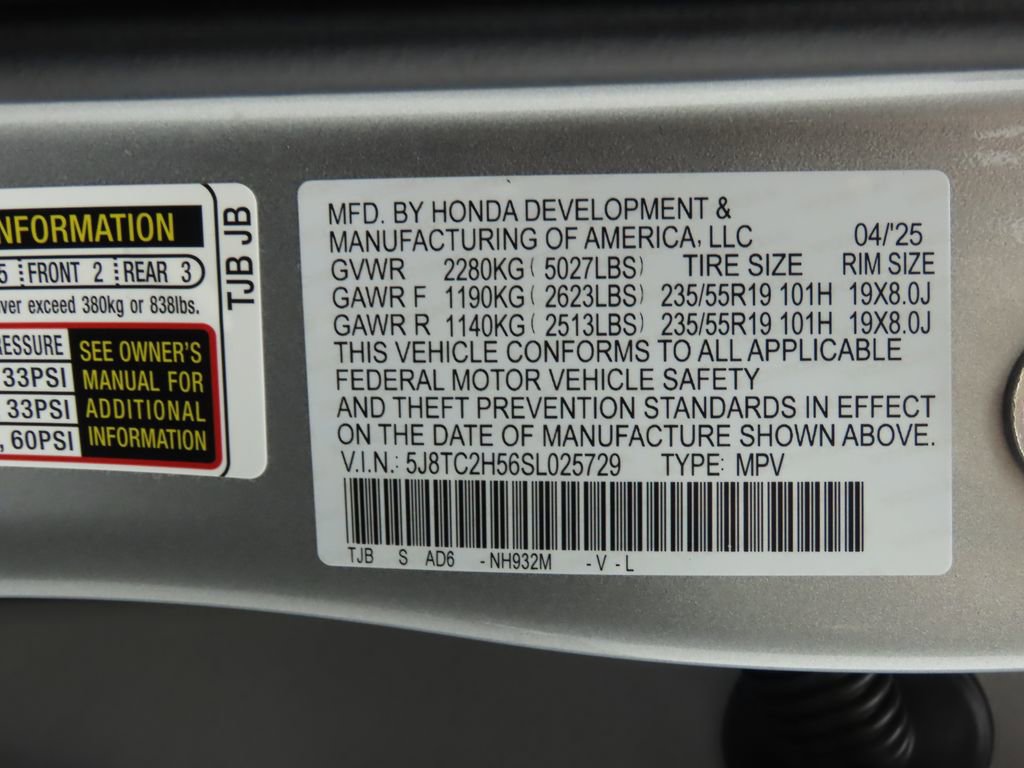 NFORMATION
5 FRONT 2 REAR 3
ver exceed 380kg or 838lbs.
RESSURE
33PSI
33PSI
, 60PSI
SEE OWNER'S
MANUAL FOR
ADDITIONAL
INFORMATION
TJB JB
MFD. BY HONDA DEVELOPMENT &
MANUFACTURING OF AMERICA, LLC 04/'25
GVWR 2280KG ( 5027LBS) TIRE SIZE RIM SIZE
GAWR F 1190KG ( 2623LBS) 235/55R19 101H 19X8.0J
GAWR R 1140KG ( 2513LBS) 235/55R19 101H 19X8.0J
THIS VEHICLE CONFORMS TO ALL APPLICABLE
FEDERAL MOTOR VEHICLE SAFETY
AND THEFT PREVENTION STANDARDS IN EFFECT
ON THE DATE OF MANUFACTURE SHOWN ABOVE.
V.I.N.: 5J8TC2H56SL025729 TYPE: MPV
TJB S AD6 -NH932M -V-L